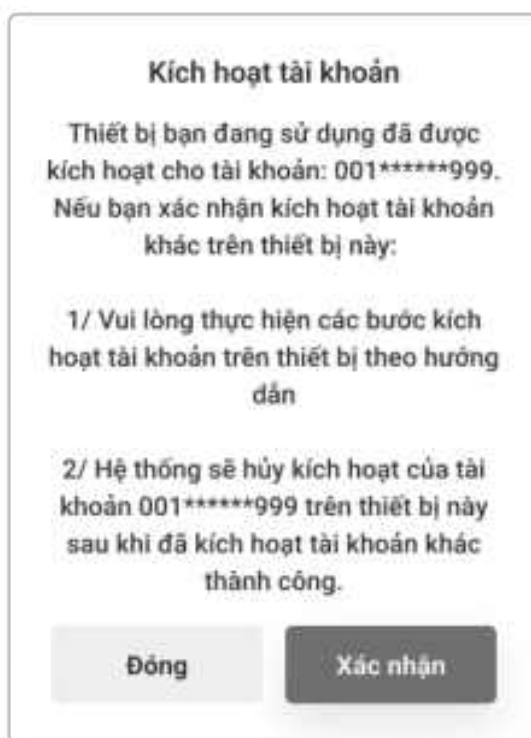 Kích hoạt tài khoản
Thiết bị bạn đang sử dụng đã được
kích hoạt cho tài khoản: 001******999.
Nếu bạn xác nhận kích hoạt tài khoản
khác trên thiết bị này:
1/ Vui lòng thực hiện các bước kích
hoạt tài khoản trên thiết bị theo hướng
dẫn
2/ Hệ thống sẽ hủy kích hoạt của tài
khoản 001******999 trên thiết bị này
sau khi đã kích hoạt tài khoản khác
thành công.
Đóng
Xác nhận